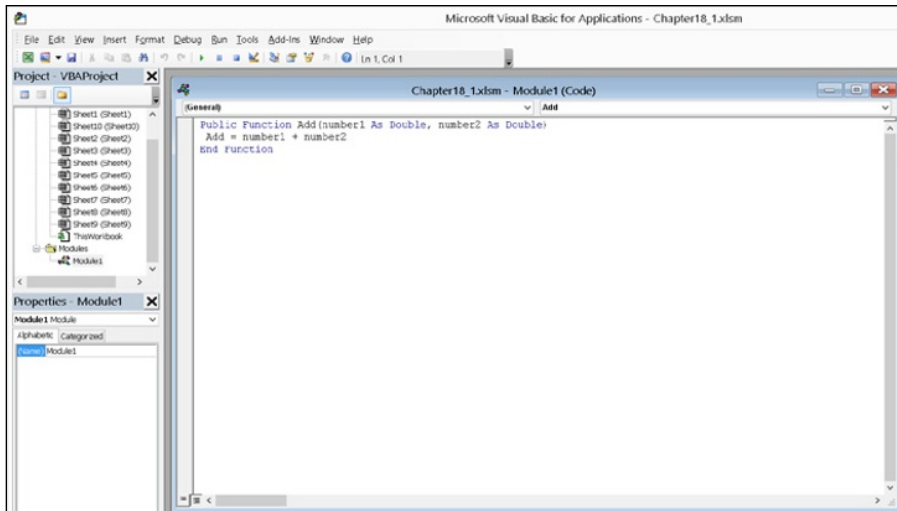 Microsoft Visual Basic for Applications - Chapter18_1.xlsm
File Edit View Insert Format Debug Run Tools Add-Ins Window Help
Ln 1, Col 1
Project - VBAProject
Sheet1 (Sheet1)
Sheet10 (Sheet10)
Sheet2 (Sheet2)
Sheet3 (Sheet3)
Sheet4 (Sheet4)
Sheet5 (Sheet5)
Sheet6 (Sheet6)
Sheet7 (Sheet7)
Sheet8 (Sheet8)
Sheet9 (Sheet9)
ThisWorkbook
Modules
Module1
Properties - Module1
Module1 Module
Alphabetic Categorized
(Name) Module1
Chapter18_1.xlsm - Module1 (Code)
(General) Add
Public Function Add(number1 As Double, number2 As Double)
Add = number1 + number2
End Function